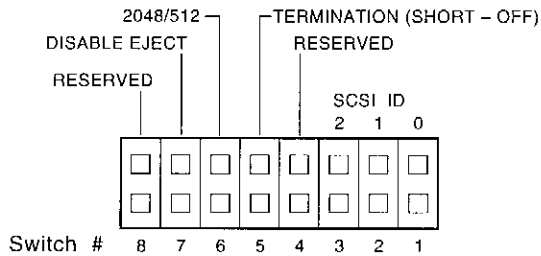 2048/512
TERMINATION (SHORT – OFF)
DISABLE EJECT
RESERVED
RESERVED
SCSI ID
2 1 0
Switch # 8 7 6 5 4 3 2 1